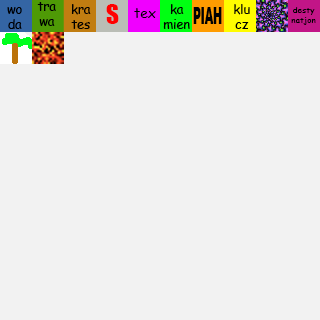 wo
da
tra
wa
kra
tes
S
tex
ka
mien
PIAH
klu
cz
desty
natjon